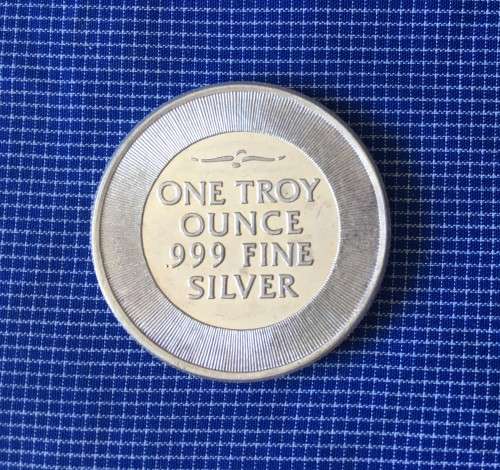 ONE TROY
OUNCE
.999 FINE
SILVER